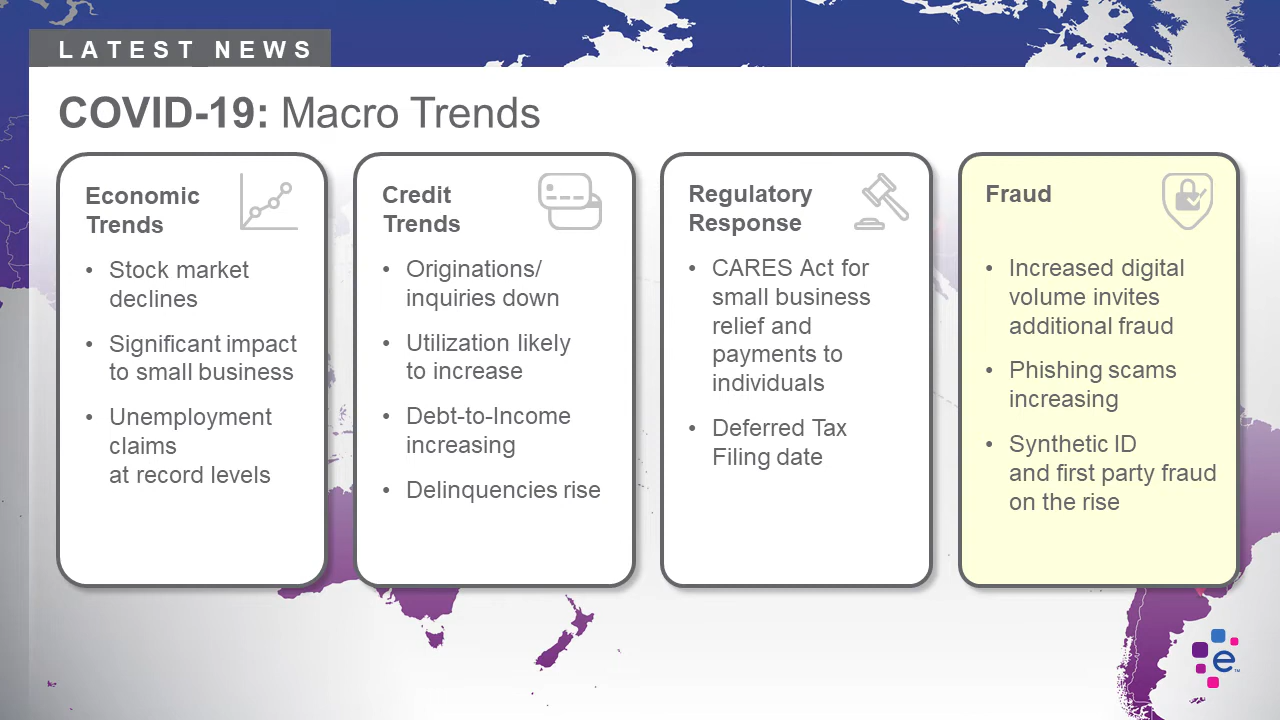 LATEST NEWS
COVID-19: Macro Trends
Economic
Trends
• Stock market
declines
• Significant impact
to small business
• Unemployment
claims
at record levels
Credit
Trends
• Originations/
inquiries down
• Utilization likely
to increase
• Debt-to-Income
increasing
• Delinquencies rise
Regulatory
Response
• CARES Act for
small business
relief and
payments to
individuals
• Deferred Tax
Filing date
Fraud
• Increased digital
volume invites
additional fraud
• Phishing scams
increasing
• Synthetic ID
and first party fraud
on the rise
e™